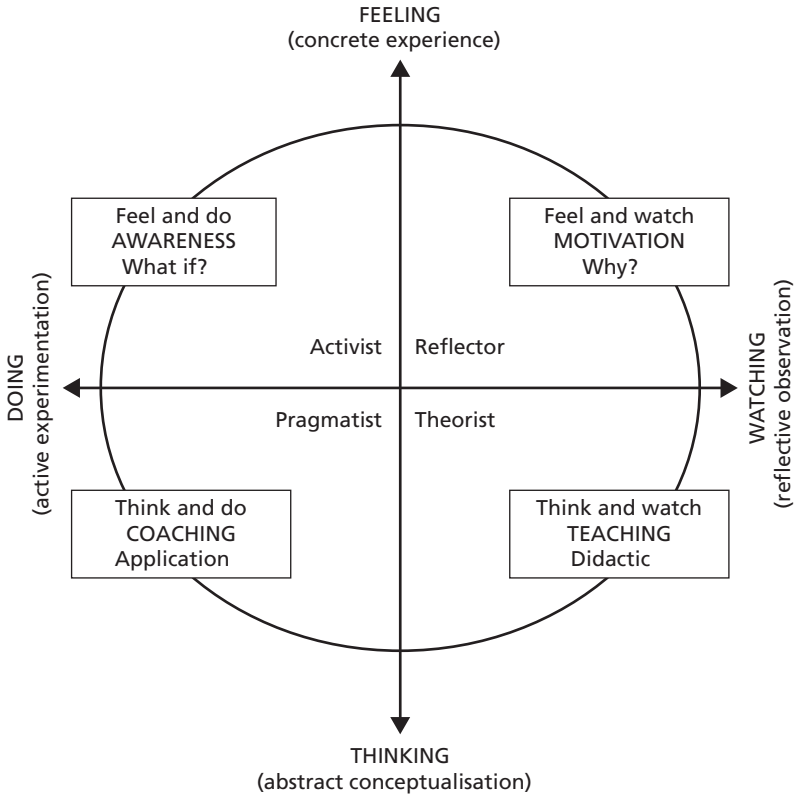 FEELING
(concrete experience)
Feel and do
AWARENESS
What if?
Feel and watch
MOTIVATION
Why?
DOING
(active experimentation)
Activist
Reflector
WATCHING
(reflective observation)
Pragmatist
Theorist
Think and do
COACHING
Application
Think and watch
TEACHING
Didactic
THINKING
(abstract conceptualisation)